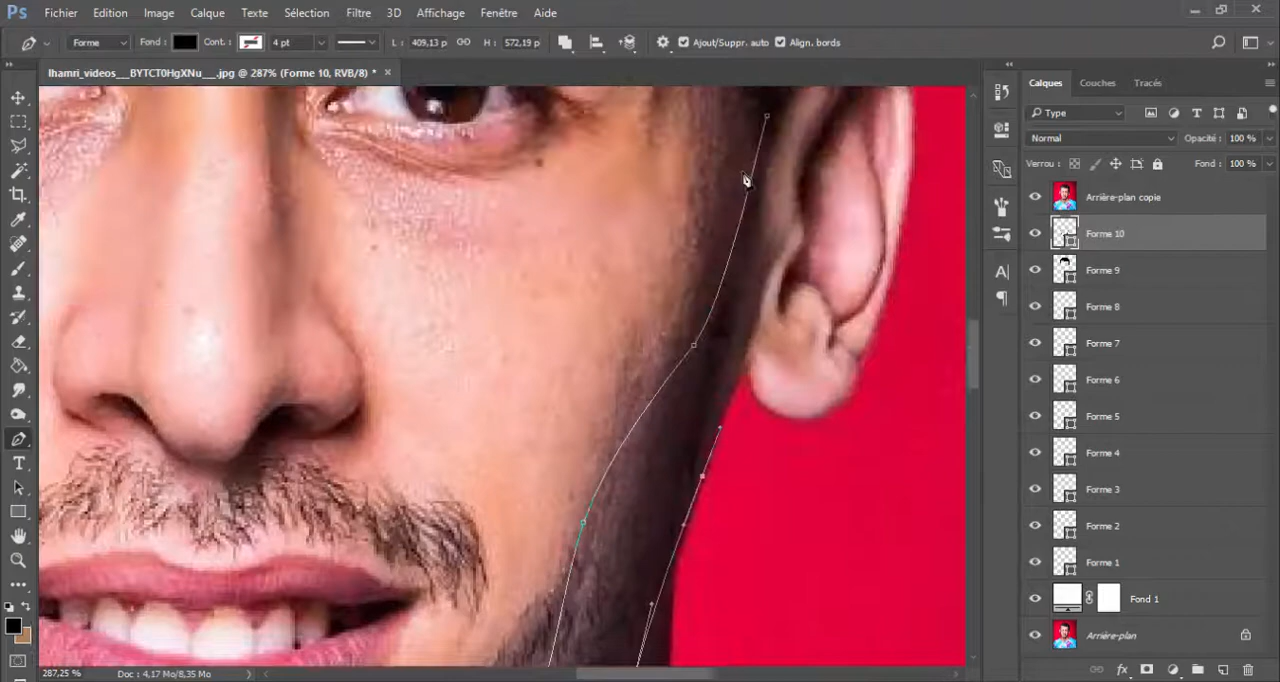 Ps Fichier Edition Image Calque Texte Sélection Filtre 3D Affichage Fenêtre Aide
Forme Fond : Cont. : 4 pt L : 409,13 p H : 572,19 p Ajout/Suppr. auto Align. bords
lhamri_videos___BYTCT0HgXNu___.jpg @ 287% (Forme 10, RVB/8) * ×
Calques Couches Tracés
Type
Normal Opacité : 100 %
Verrou : Fond : 100 %
Arrière-plan copie
Forme 10
Forme 9
Forme 8
Forme 7
Forme 6
Forme 5
Forme 4
Forme 3
Forme 2
Forme 1
Fond 1
Arrière-plan
287,25 % Doc : 4,17 Mo/8,35 Mo